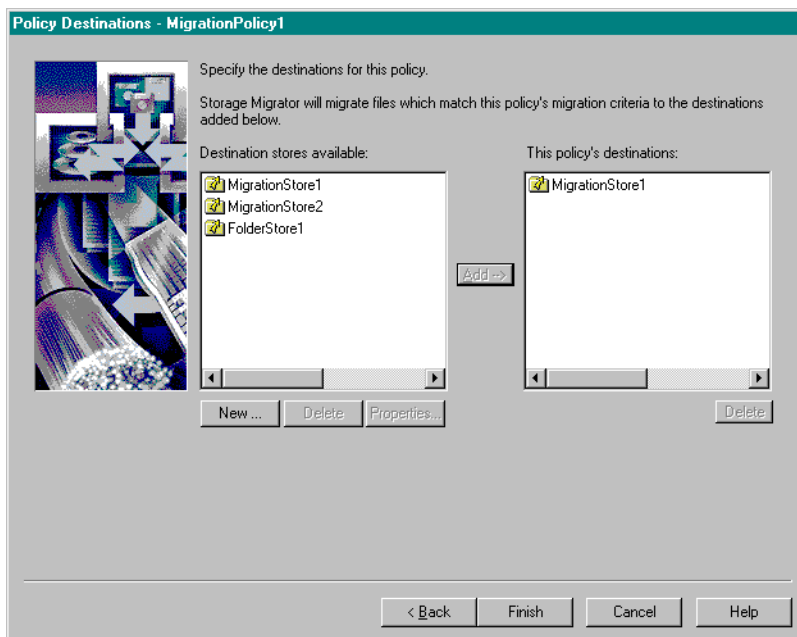 Policy Destinations - MigrationPolicy1
Specify the destinations for this policy.
Storage Migrator will migrate files which match this policy's migration criteria to the destinations
added below.
Destination stores available:
This policy's destinations:
MigrationStore1
MigrationStore2
FolderStore1
MigrationStore1
Add -->
New ...
Delete
Properties...
Delete
< Back
Finish
Cancel
Help